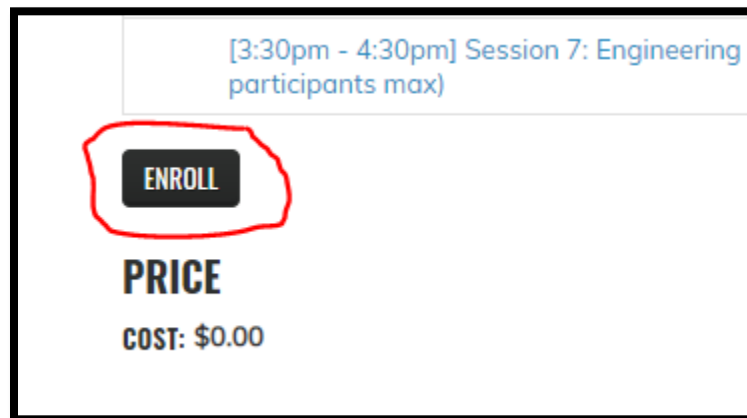 [3:30pm - 4:30pm] Session 7: Engineering
participants max)
ENROLL
PRICE
COST: $0.00